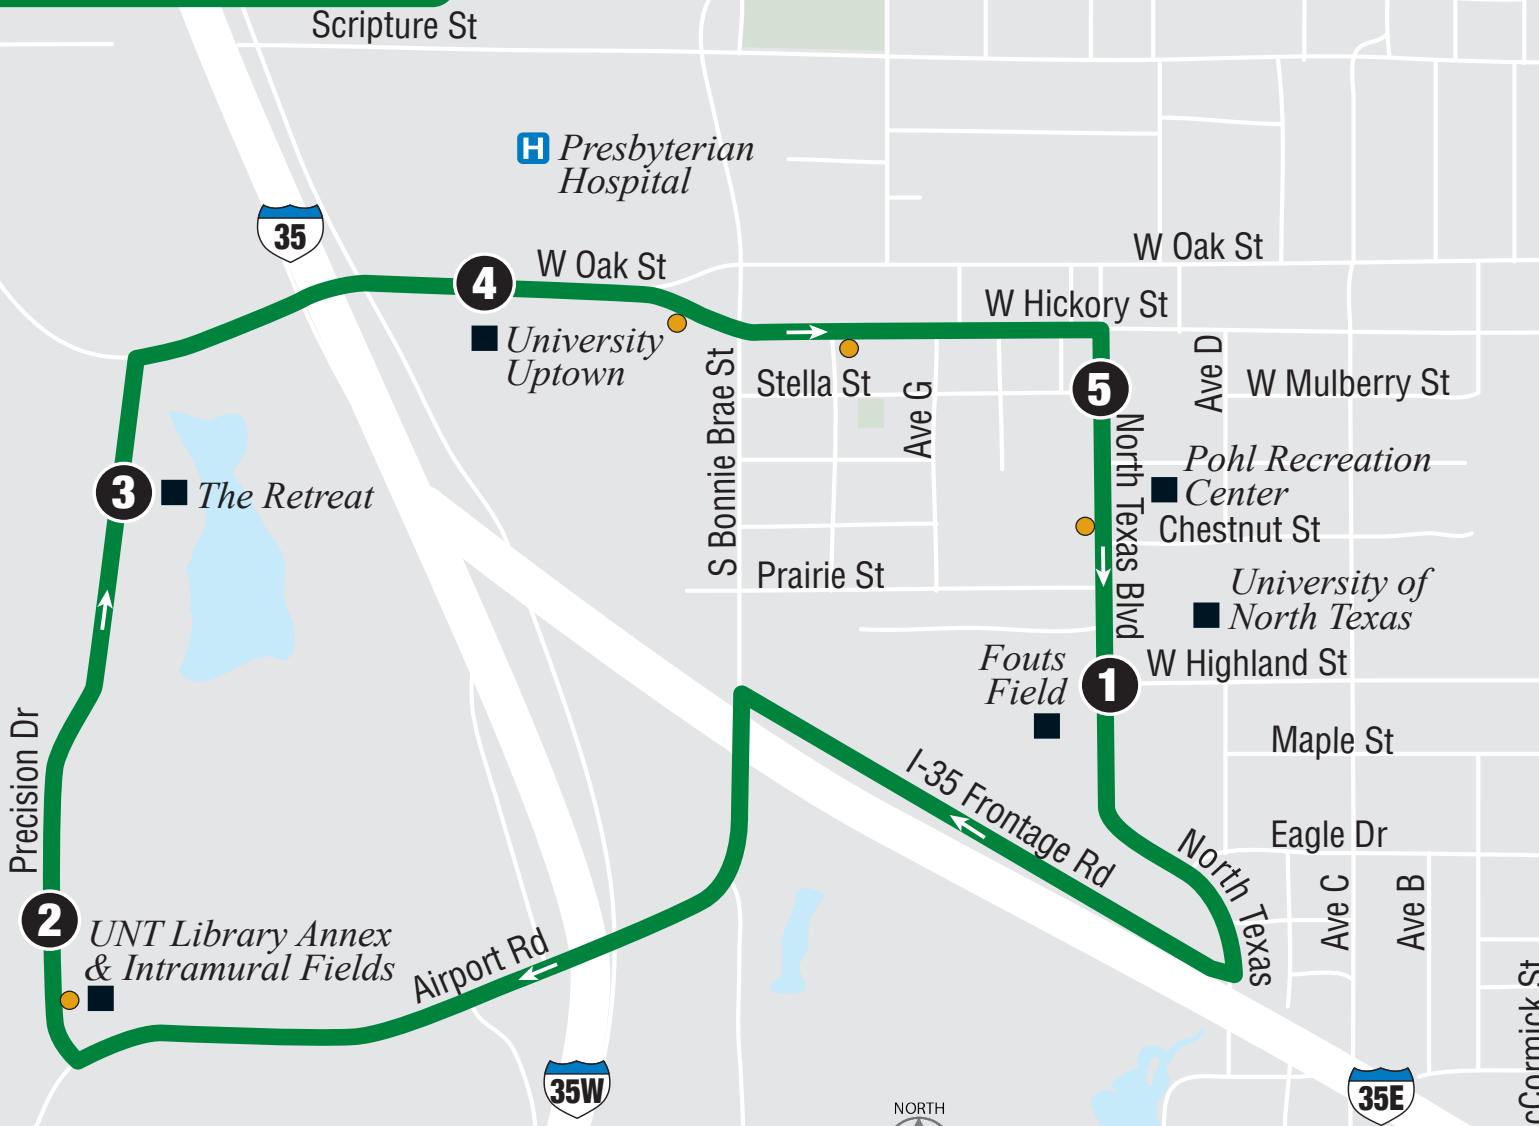 Scripture St
H Presbyterian
Hospital
35
W Oak St
W Oak St
4
W Hickory St
University
Uptown
S Bonnie Brae St
Stella St
Ave G
5
Ave D
W Mulberry St
North Texas Blvd
Pohl Recreation
Center
3
The Retreat
Chestnut St
Prairie St
University of
North Texas
Fouts
Field
1
W Highland St
Precision Dr
Maple St
I-35 Frontage Rd
North Texas
Eagle Dr
Ave C
Ave B
2
UNT Library Annex
& Intramural Fields
Airport Rd
35W
35E
NORTH
cCormick St